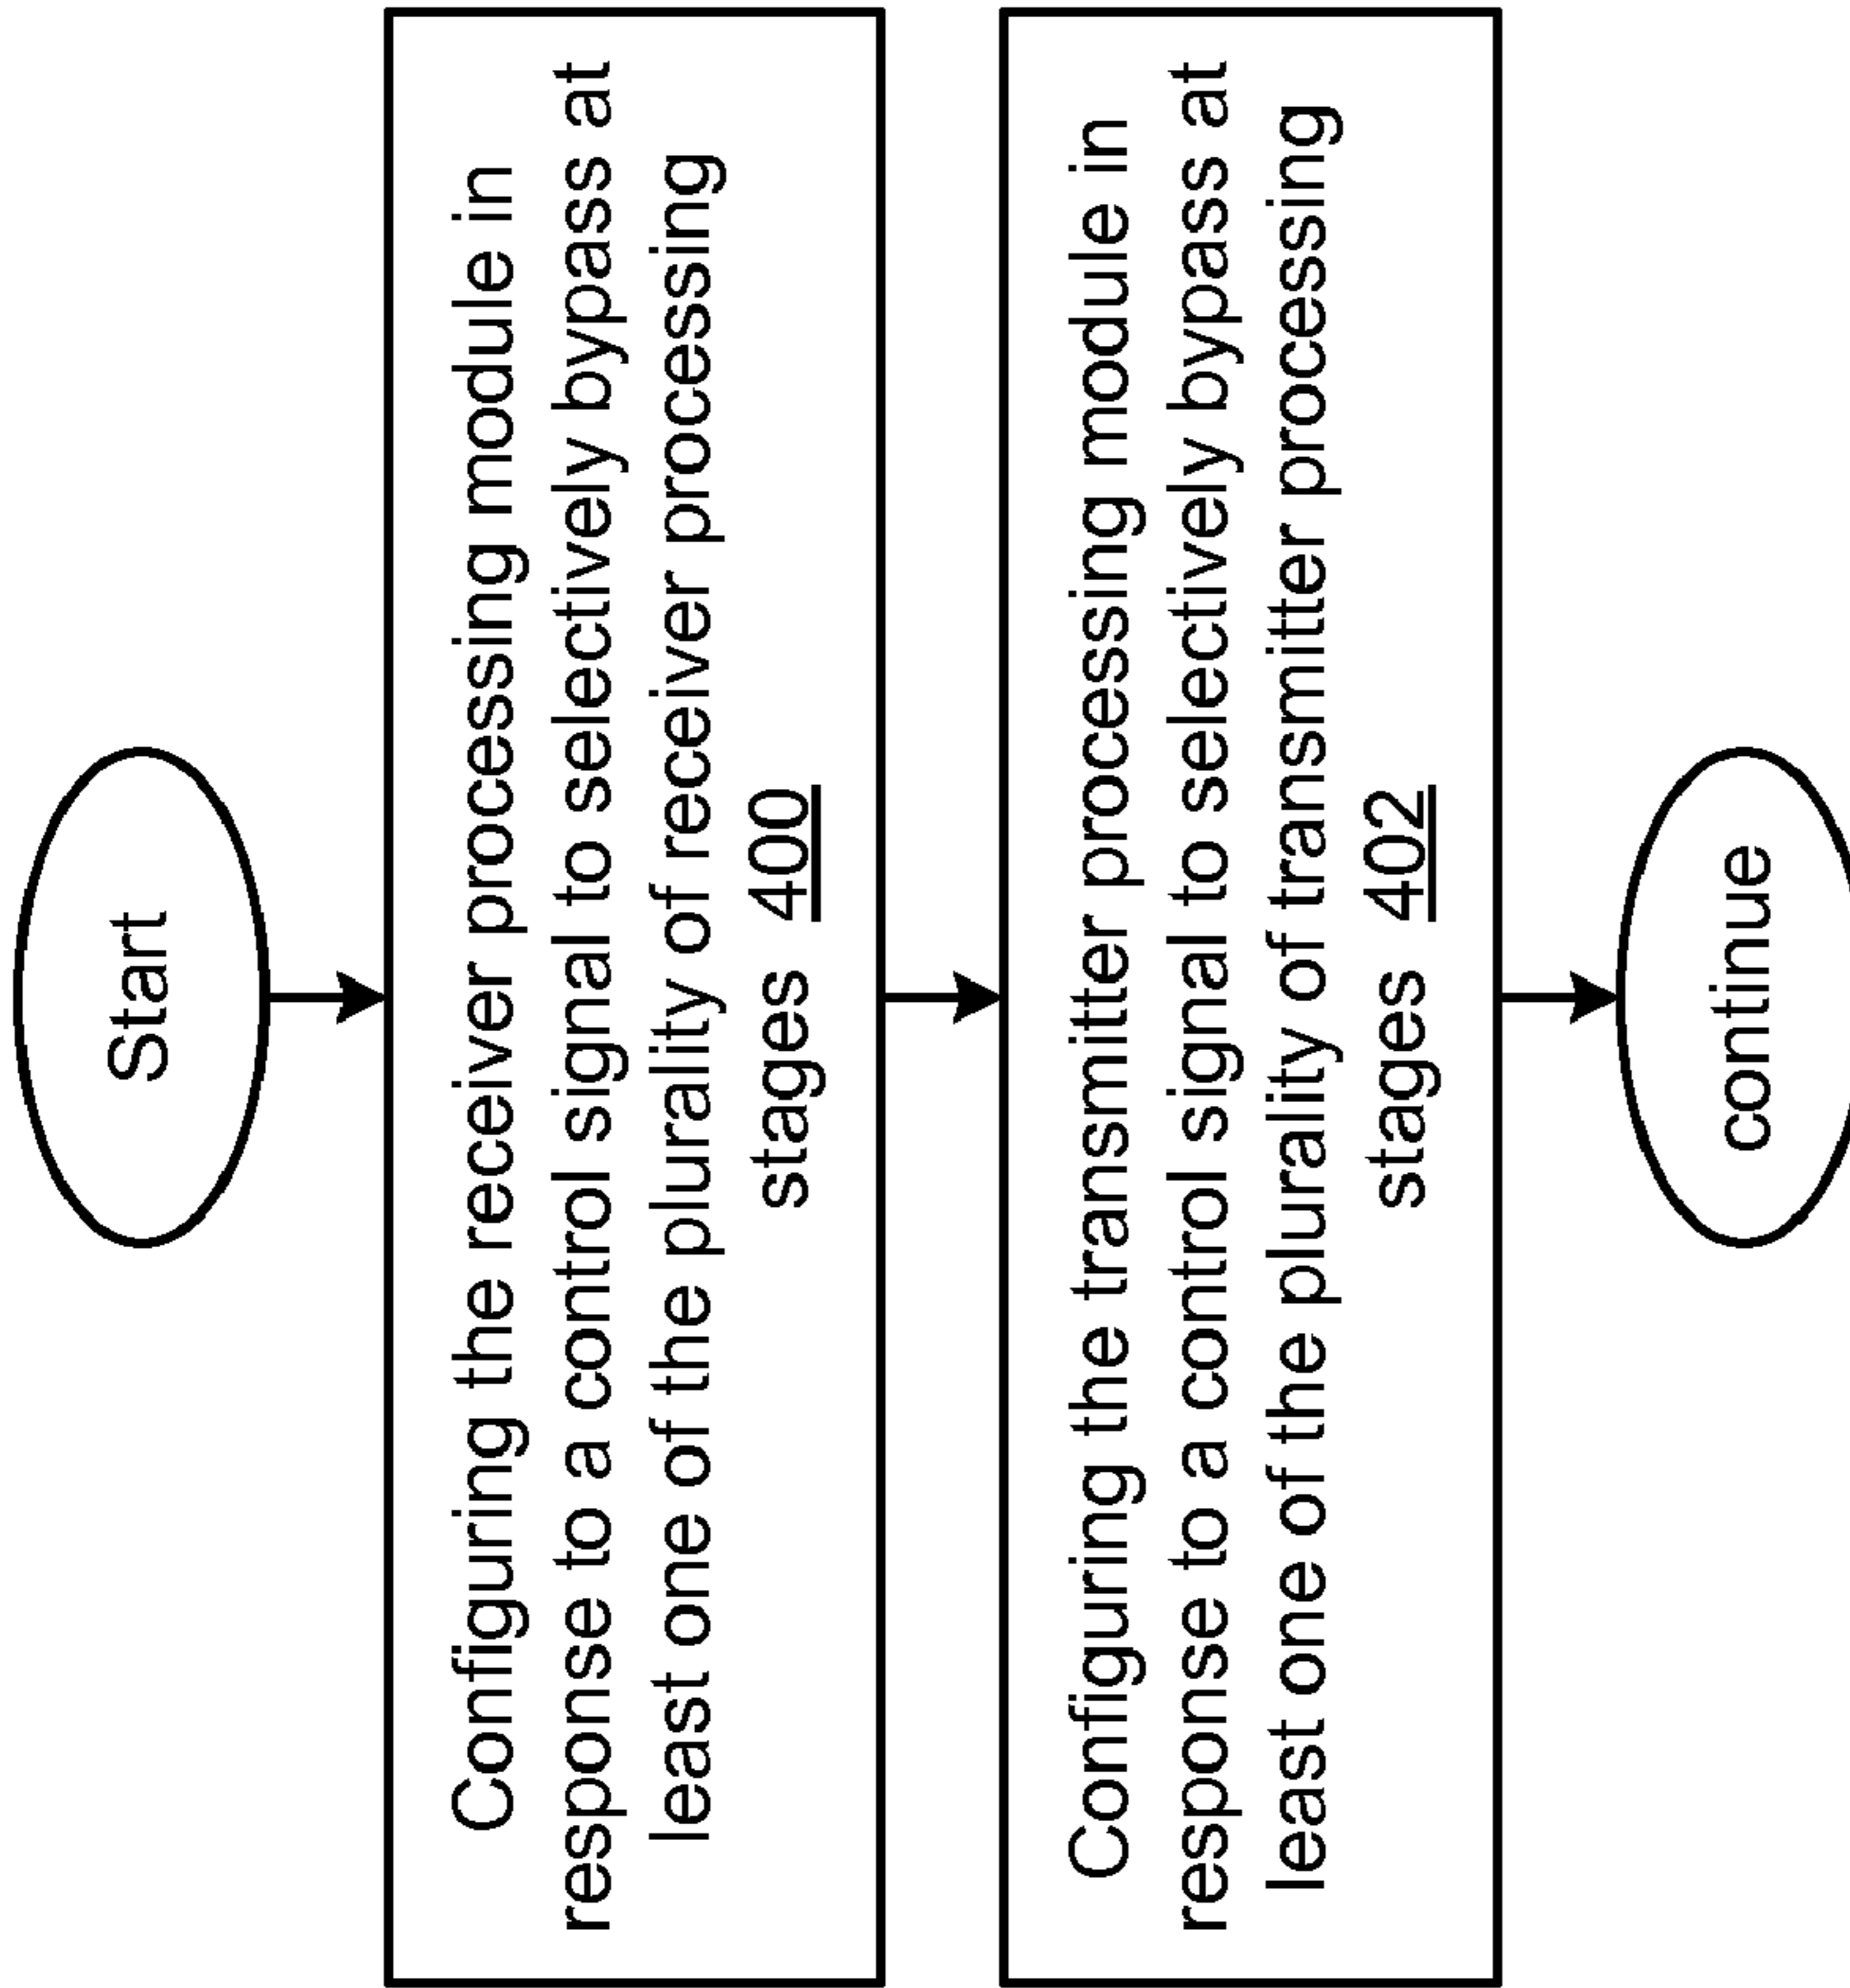 Start
Configuring the receiver processing module in
response to a control signal to selectively bypass at
least one of the plurality of receiver processing
stages 400
Configuring the transmitter processing module in
response to a control signal to selectively bypass at
least one of the plurality of transmitter processing
stages 402
continue